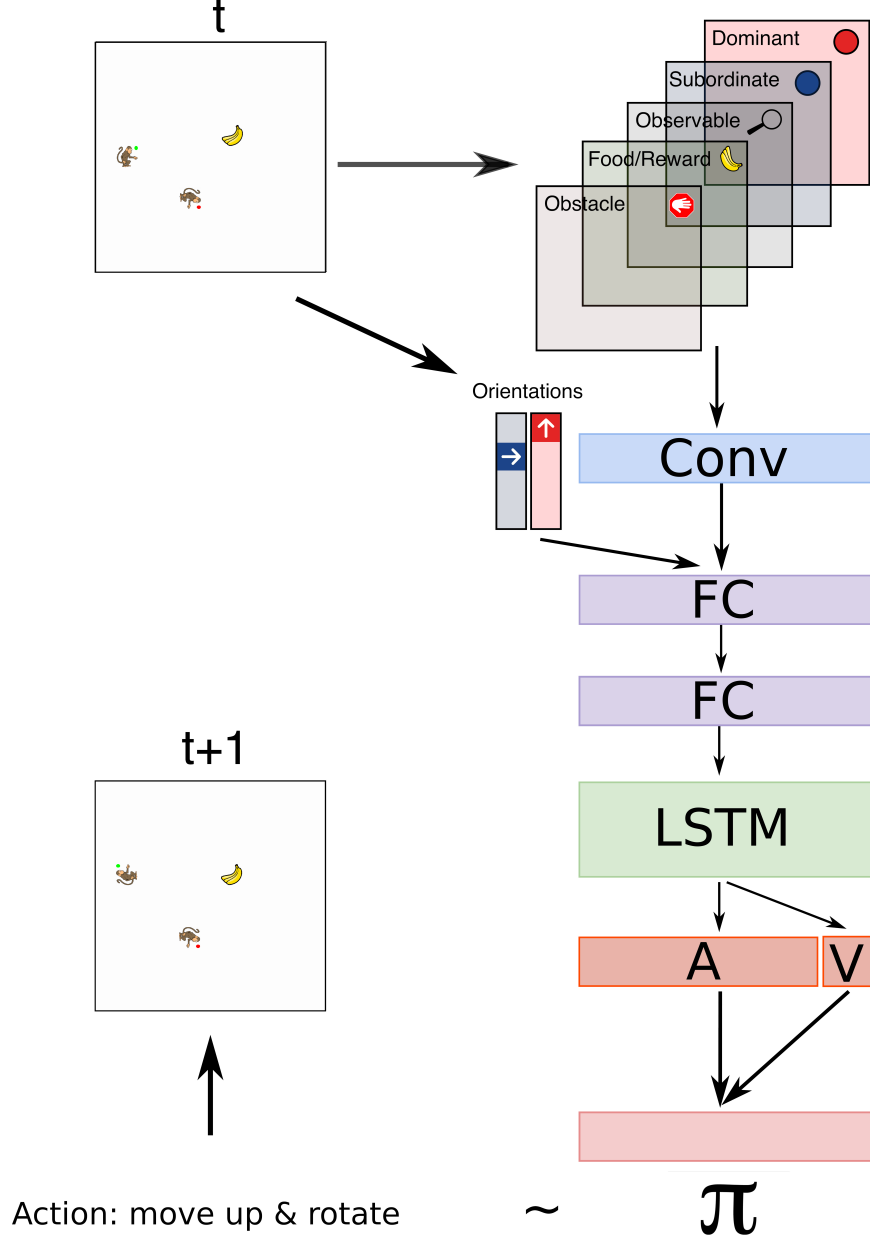 t
Dominant
Subordinate
Observable
Food/Reward
Obstacle
Orientations
Conv
FC
FC
t+1
LSTM
A
V
Action: move up & rotate
~
π